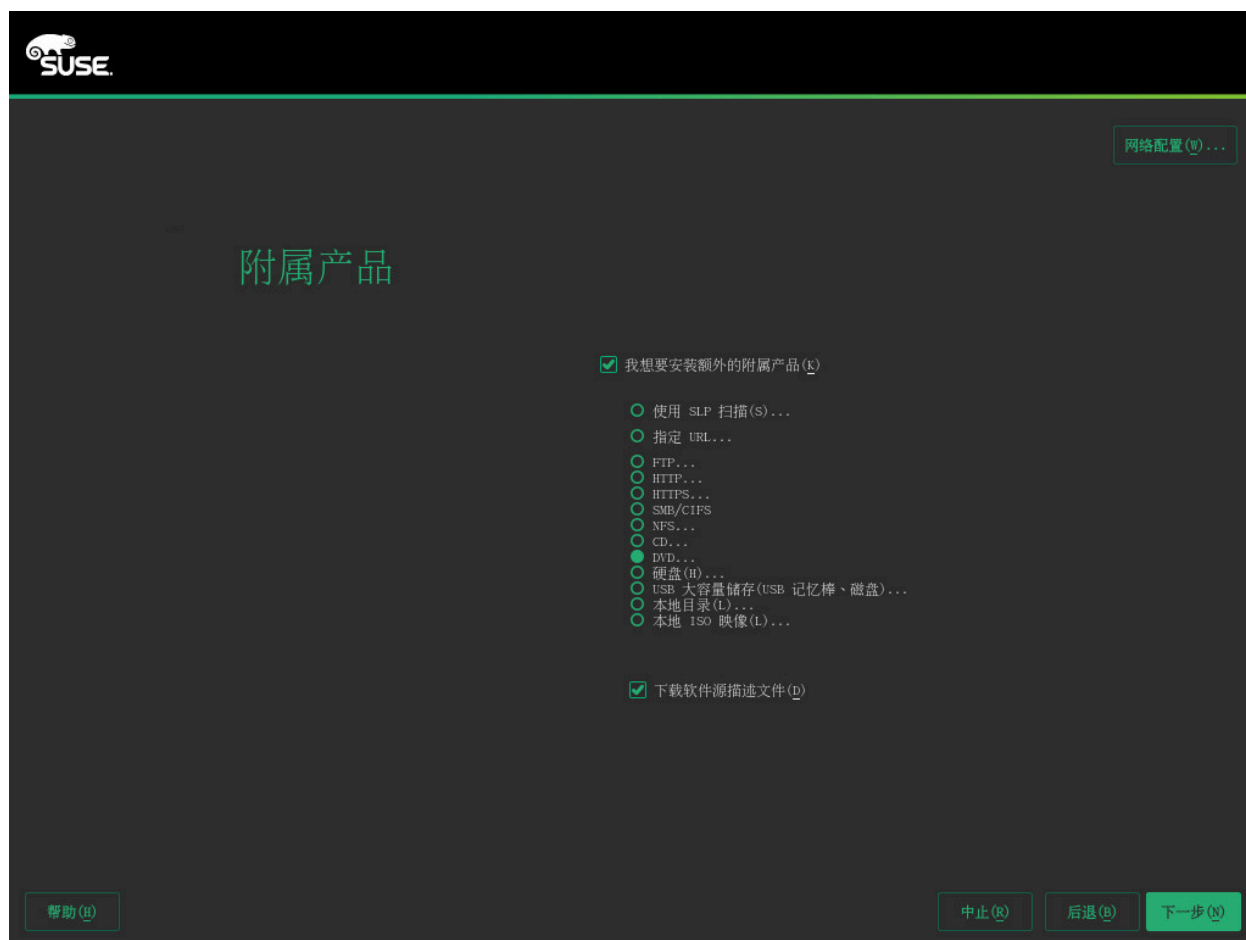 SUSE.
网络配置(W)...
附属产品
我想要安装额外的附属产品(K)
使用 SLP 扫描(S)...
指定 URL...
FTP...
HTTP...
HTTPS...
SMB/CIFS
NFS...
CD...
DVD...
硬盘(H)...
USB 大容量储存(USB 记忆棒、磁盘)...
本地目录(L)...
本地 ISO 映像(L)...
下载软件源描述文件(D)
帮助(H)
中止(R)
后退(B)
下一步(N)